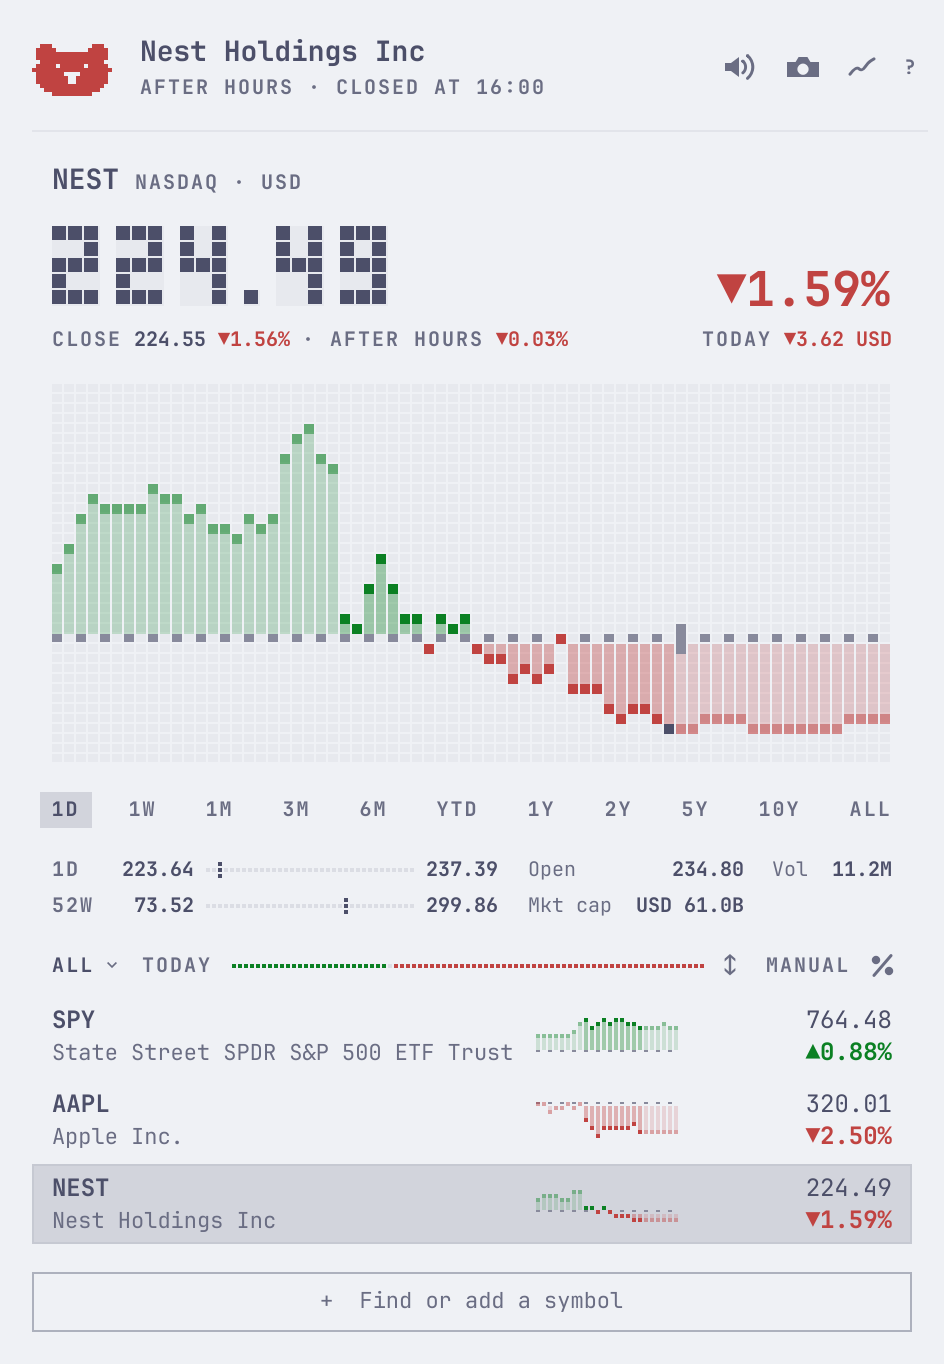 Nest Holdings Inc
AFTER HOURS · CLOSED AT 16:00
?
NEST NASDAQ · USD
224.49
▼1.59%
CLOSE 224.55 ▼1.56% · AFTER HOURS ▼0.03%
TODAY ▼3.62 USD
1D 1W 1M 3M 6M YTD 1Y 2Y 5Y 10Y ALL
1D 223.64 237.39 Open 234.80 Vol 11.2M
52W 73.52 299.86 Mkt cap USD 61.0B
ALL TODAY MANUAL %
SPY 764.48
State Street SPDR S&P 500 ETF Trust ▲0.88%
AAPL 320.01
Apple Inc. ▼2.50%
NEST 224.49
Nest Holdings Inc ▼1.59%
+ Find or add a symbol